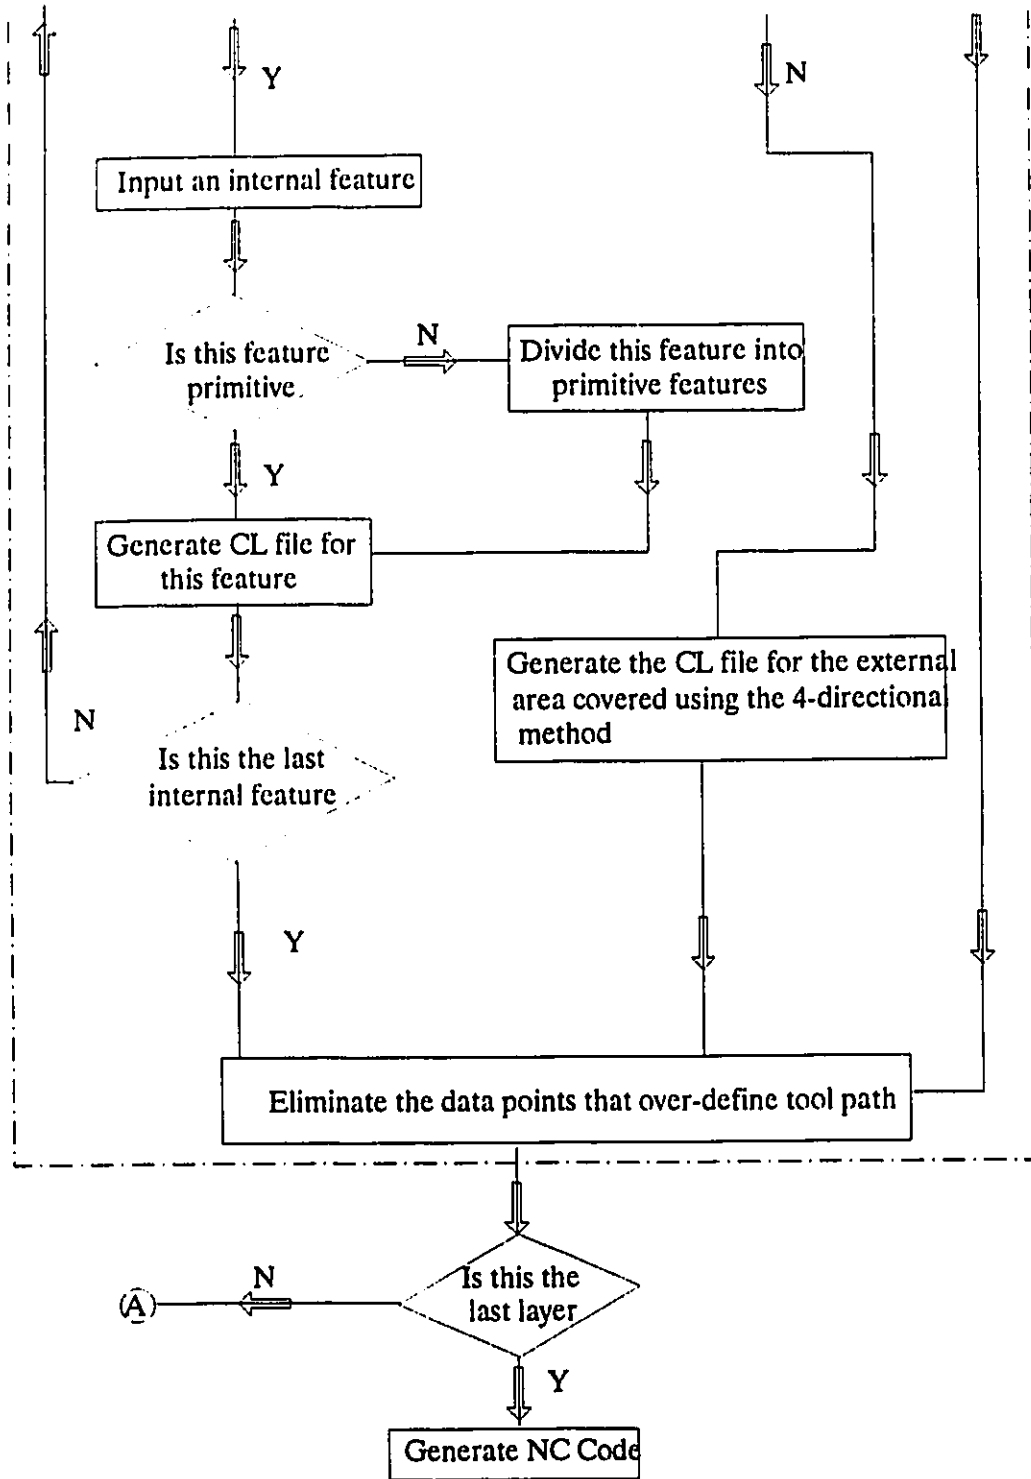 Y
N
Input an internal feature
Is this feature
primitive
N
Divide this feature into
primitive features
Y
Generate CL file for
this feature
Generate the CL file for the external
area covered using the 4-directional
method
N
Is this the last
internal feature
Y
Eliminate the data points that over-define tool path
Is this the
last layer
N
(A)
Y
Generate NC Code